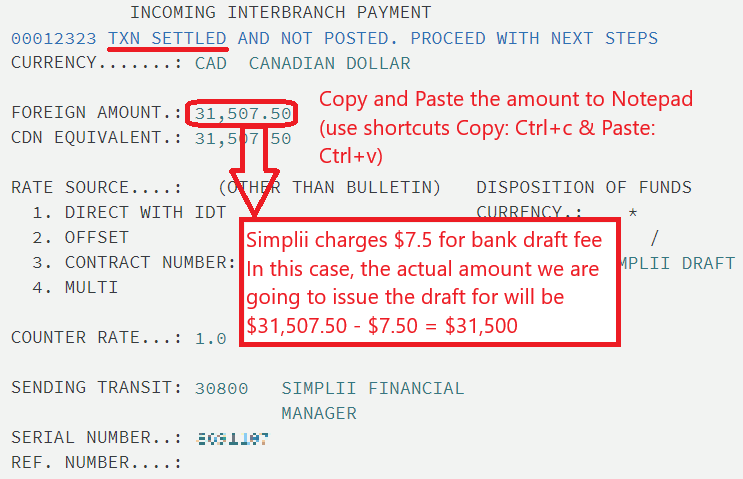 INCOMING INTERBRANCH PAYMENT
00012323 TXN SETTLED AND NOT POSTED. PROCEED WITH NEXT STEPS
CURRENCY.......: CAD CANADIAN DOLLAR
FOREIGN AMOUNT.: 31,507.50
Copy and Paste the amount to Notepad
(use shortcuts Copy: Ctrl+c & Paste:
Ctrl+v)
CDN EQUIVALENT.: 31,507.50
RATE SOURCE....: (OTHER THAN BULLETIN) DISPOSITION OF FUNDS
1. DIRECT WITH IDT CURRENCY.: *
2. OFFSET /
3. CONTRACT NUMBER: DRAFT
4. MULTI
Simplii charges $7.5 for bank draft fee
In this case, the actual amount we are
going to issue the draft for will be
$31,507.50 - $7.50 = $31,500
COUNTER RATE...: 1.0
SENDING TRANSIT: 30800 SIMPLII FINANCIAL
MANAGER
SERIAL NUMBER..:
REF. NUMBER....: